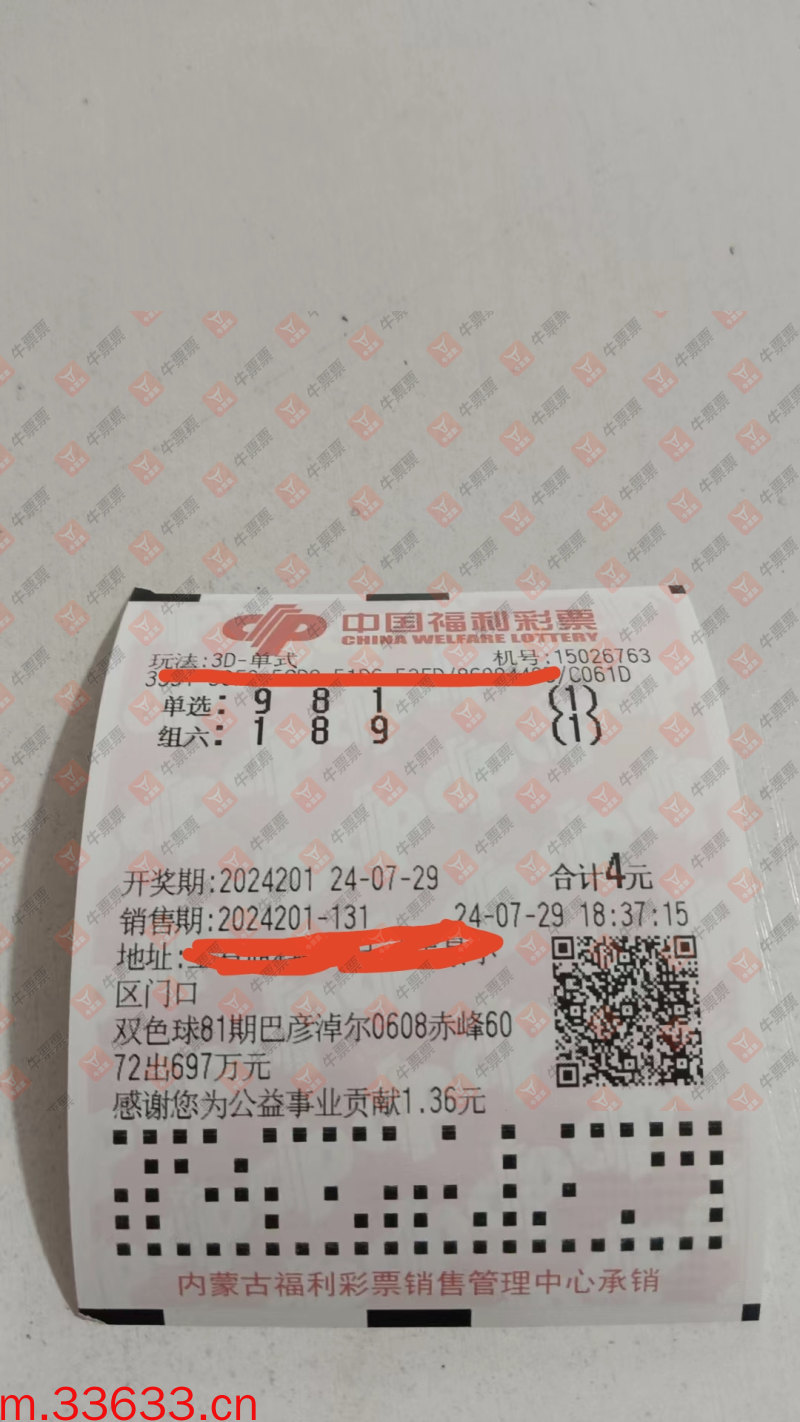 中国福利彩票
CHINA WELFARE LOTTERY
玩法:3D-单式 机号:15026763
/C061D
单选: 9 8 1 (1)
组六: 1 8 9 (1)
开奖期:2024201 24-07-29 合计4元
销售期:2024201-131 24-07-29 18:37:15
地址:
区门口
双色球81期巴彦淖尔0608赤峰60
72出697万元
感谢您为公益事业贡献1.36元
内蒙古福利彩票销售管理中心承销
m.33633.cn
牛票票